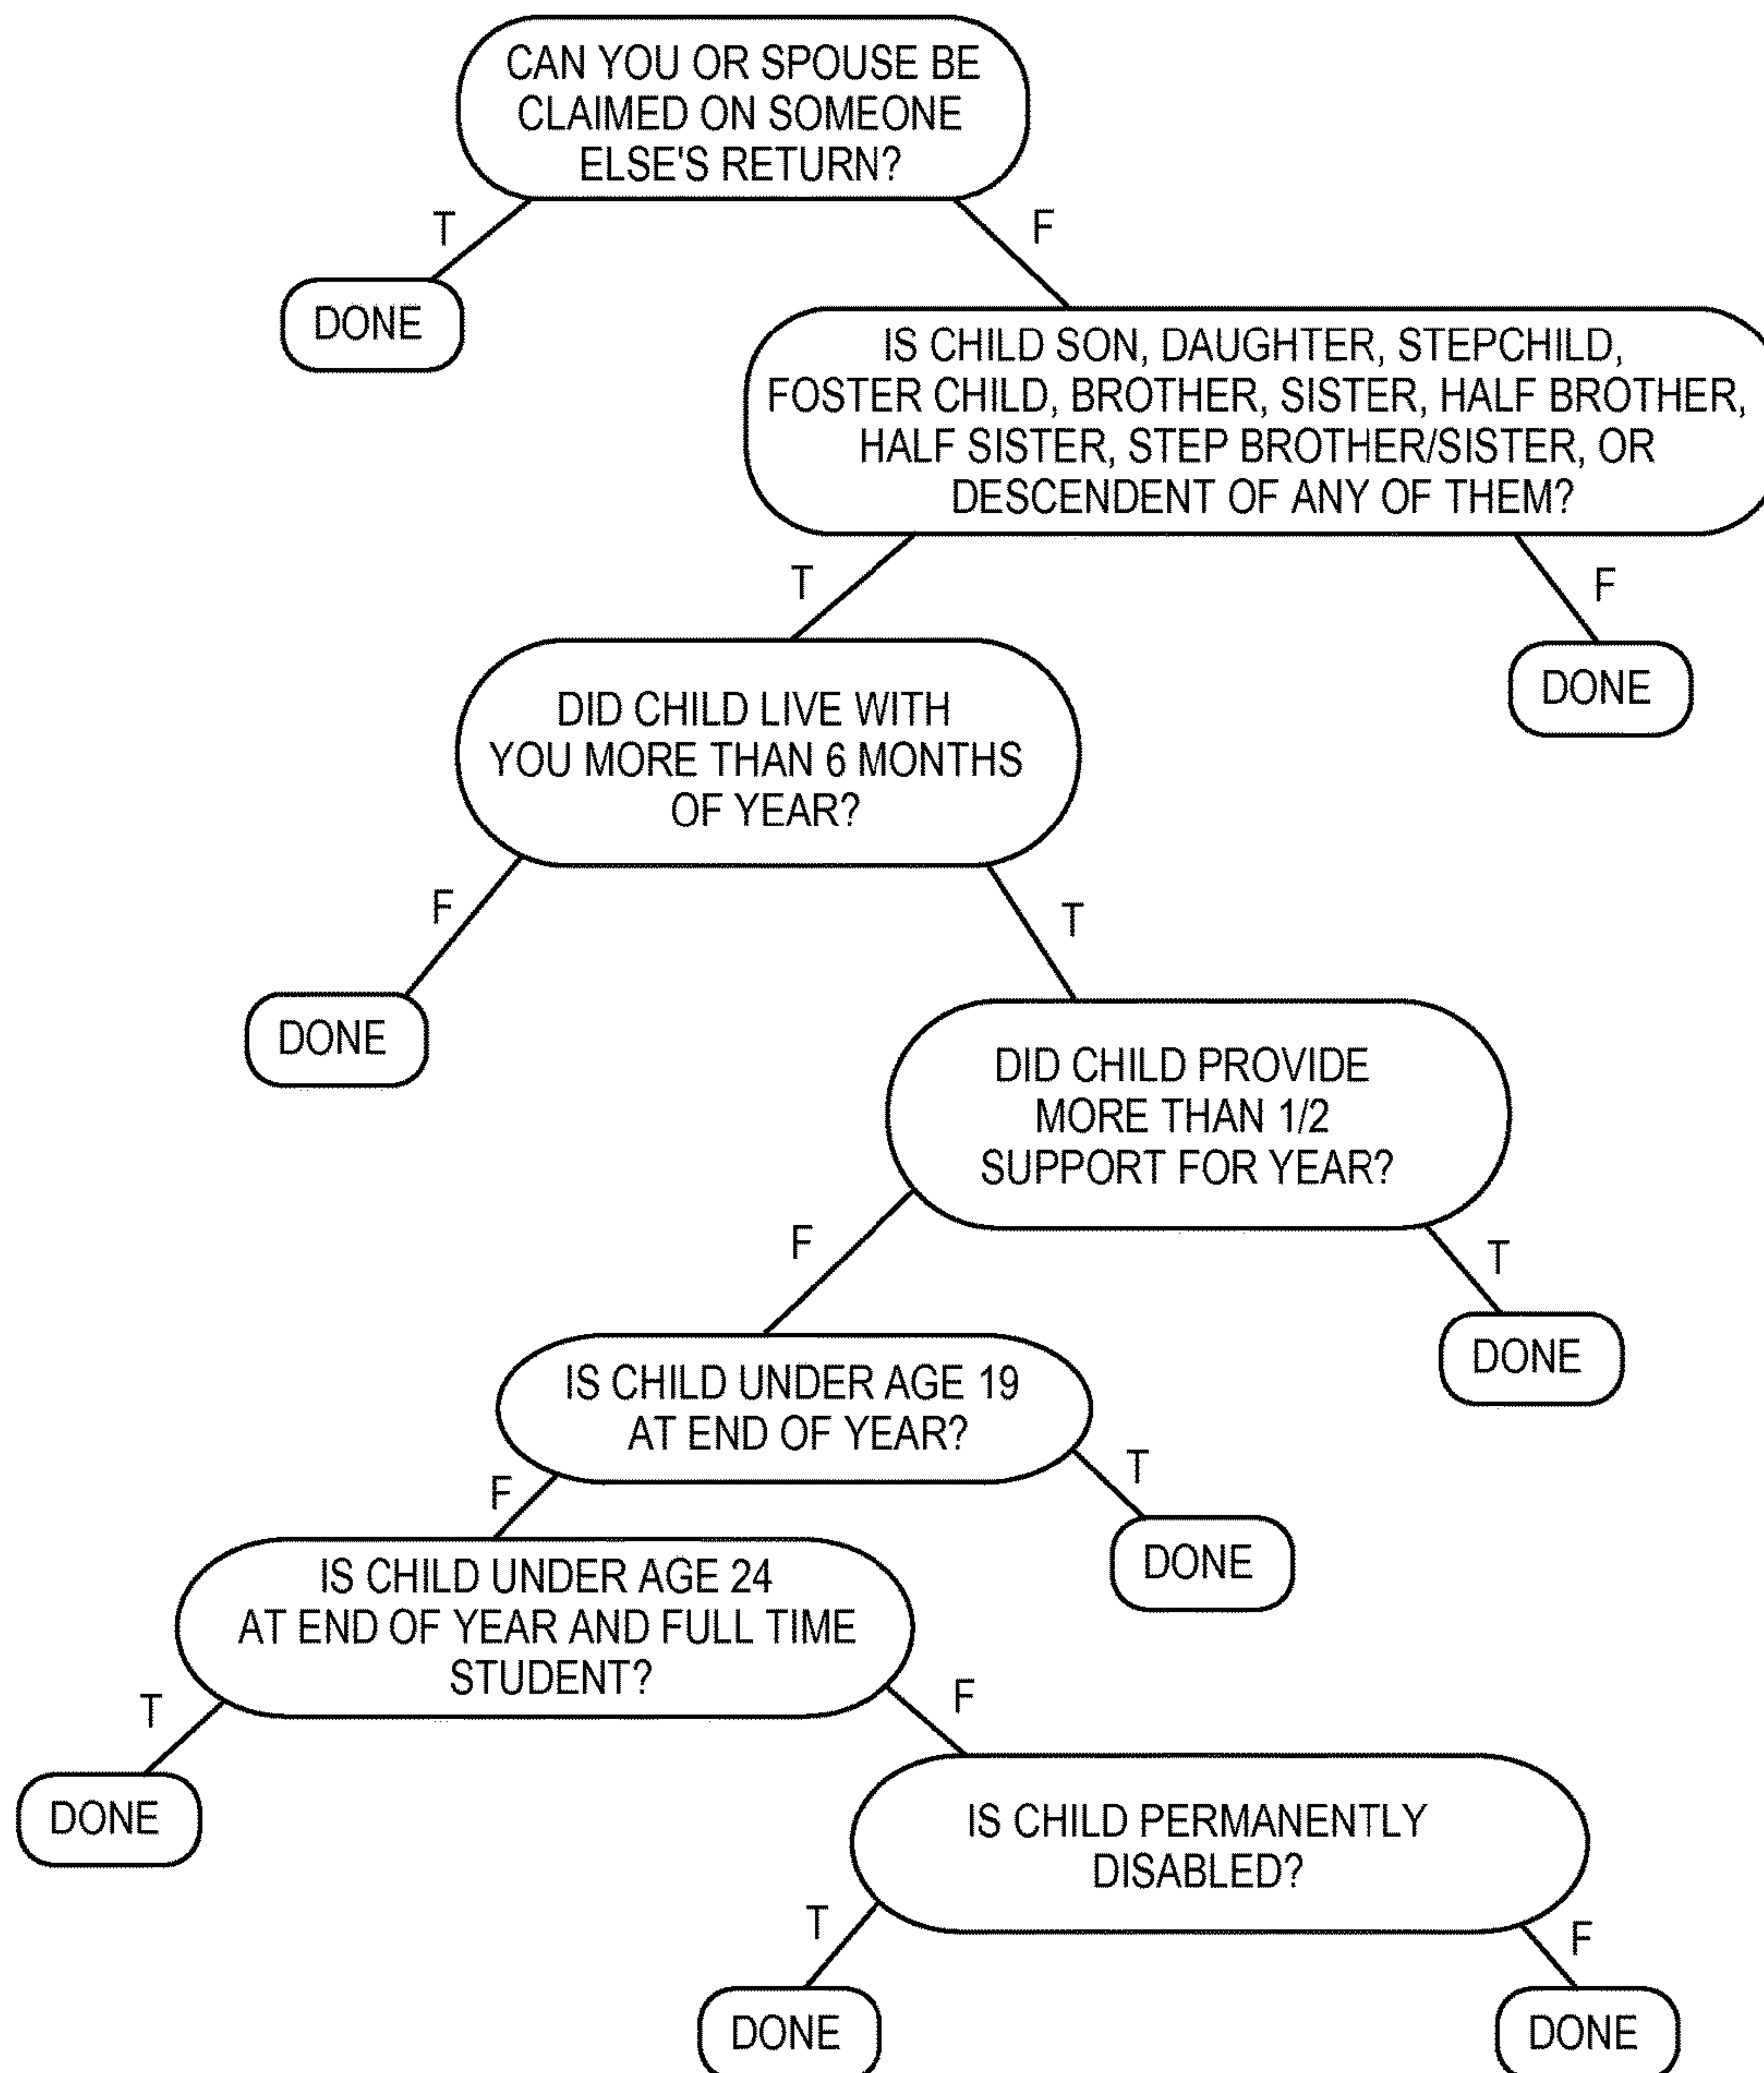 CAN YOU OR SPOUSE BE
CLAIMED ON SOMEONE
ELSE'S RETURN?
T
F
DONE
IS CHILD SON, DAUGHTER, STEPCHILD,
FOSTER CHILD, BROTHER, SISTER, HALF BROTHER,
HALF SISTER, STEP BROTHER/SISTER, OR
DESCENDENT OF ANY OF THEM?
T
F
DID CHILD LIVE WITH
YOU MORE THAN 6 MONTHS
OF YEAR?
DONE
F
T
DONE
DID CHILD PROVIDE
MORE THAN 1/2
SUPPORT FOR YEAR?
F
T
DONE
IS CHILD UNDER AGE 19
AT END OF YEAR?
F
T
DONE
IS CHILD UNDER AGE 24
AT END OF YEAR AND FULL TIME
STUDENT?
T
F
DONE
IS CHILD PERMANENTLY
DISABLED?
T
F
DONE
DONE